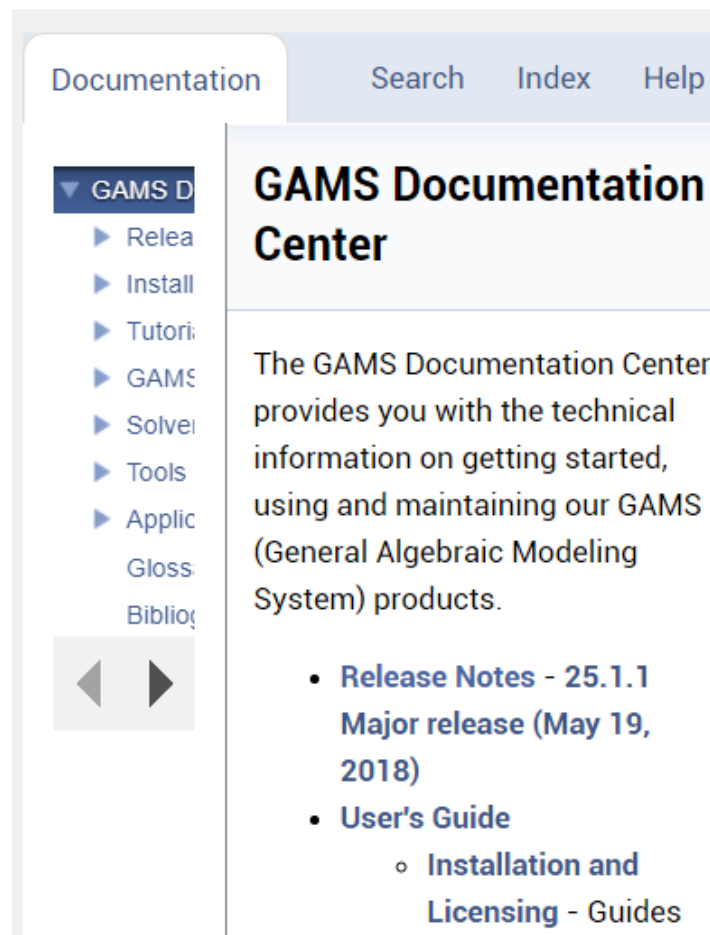 Documentation
Search
Index
Help
GAMS D
Relea
Install
Tutori
GAMS
Solve
Tools
Applic
Gloss
Bibliog
GAMS Documentation
Center
The GAMS Documentation Center
provides you with the technical
information on getting started,
using and maintaining our GAMS
(General Algebraic Modeling
System) products.
Release Notes - 25.1.1
Major release (May 19,
2018)
User's Guide
Installation and
Licensing - Guides